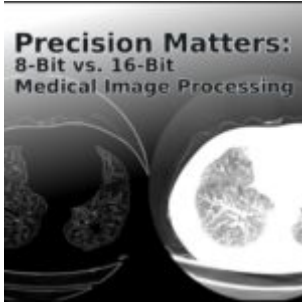 Precision Matters:
8-Bit vs. 16-Bit
Medical Image Processing